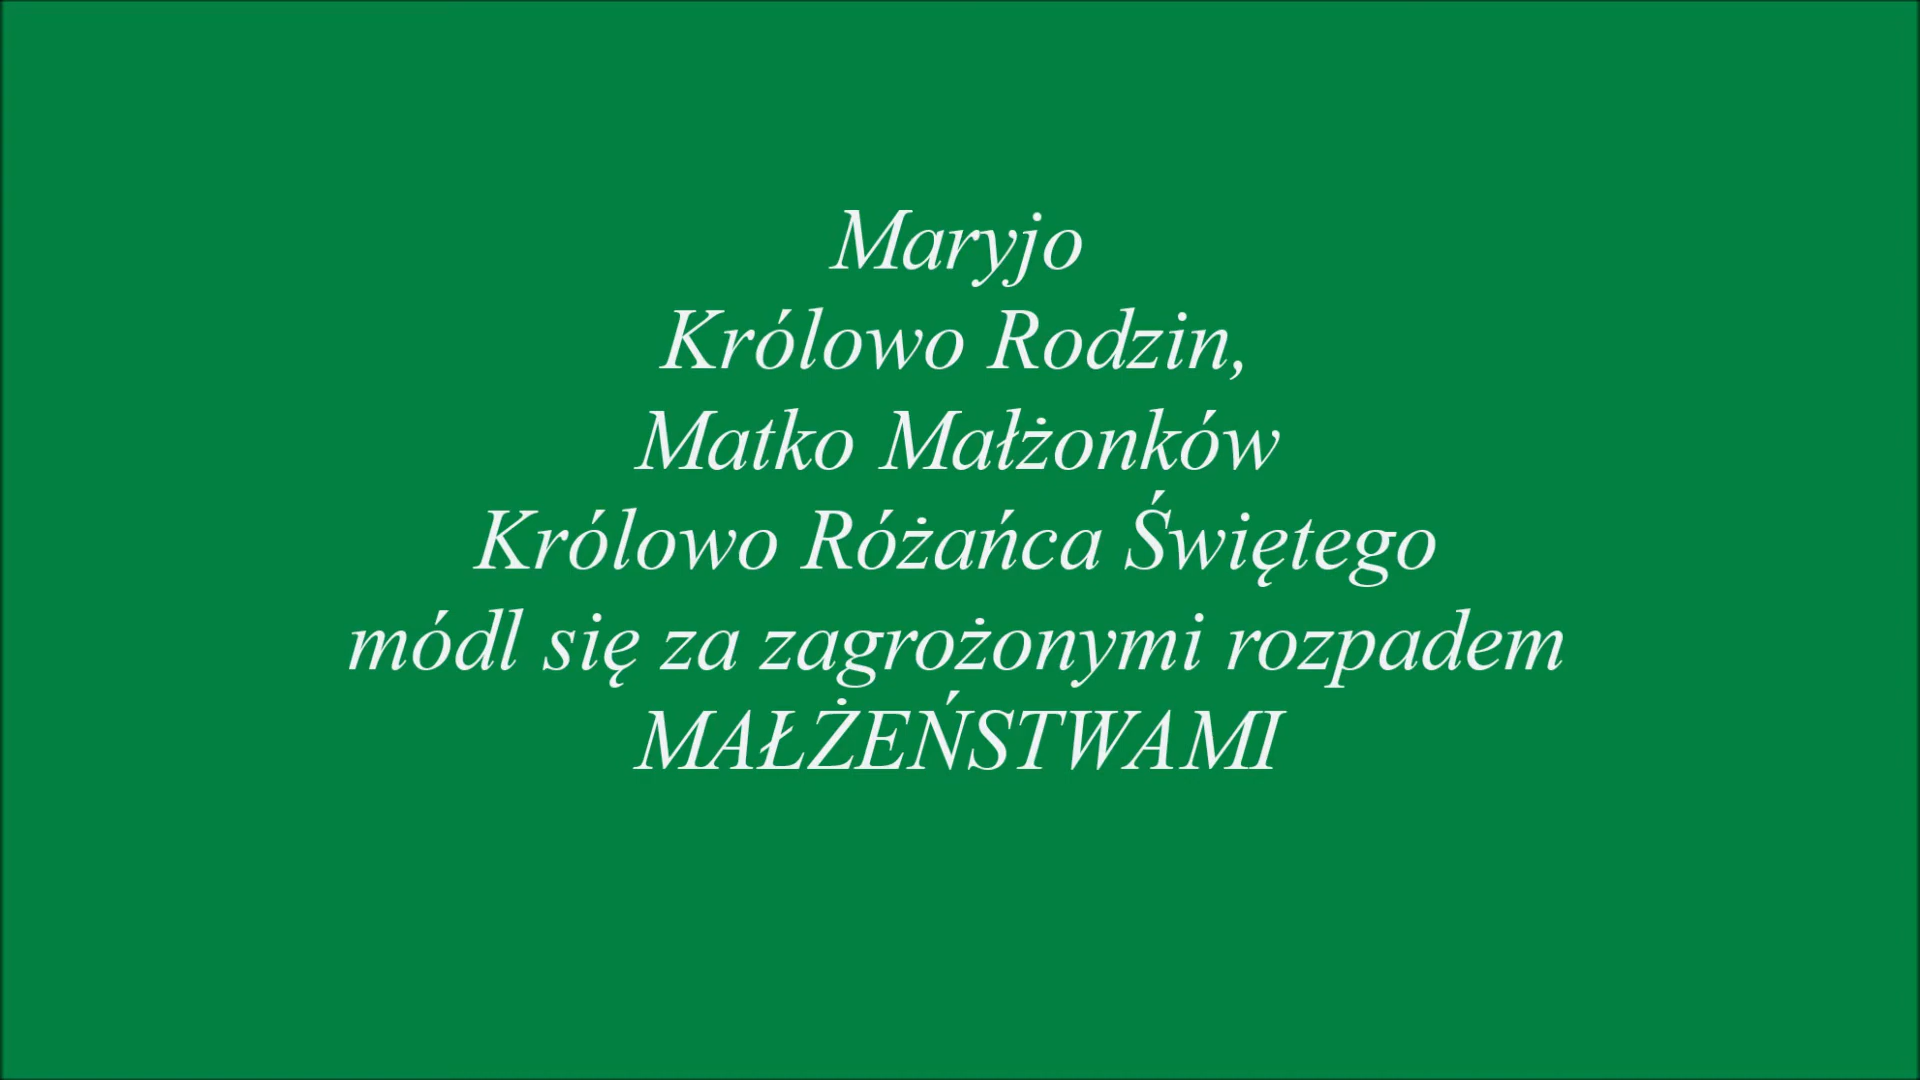 Maryjo
Królowo Rodzin,
Matko Małżonków
Królowo Różańca Świętego
módl się za zagrożonymi rozpadem
MAŁŻEŃSTWAMI